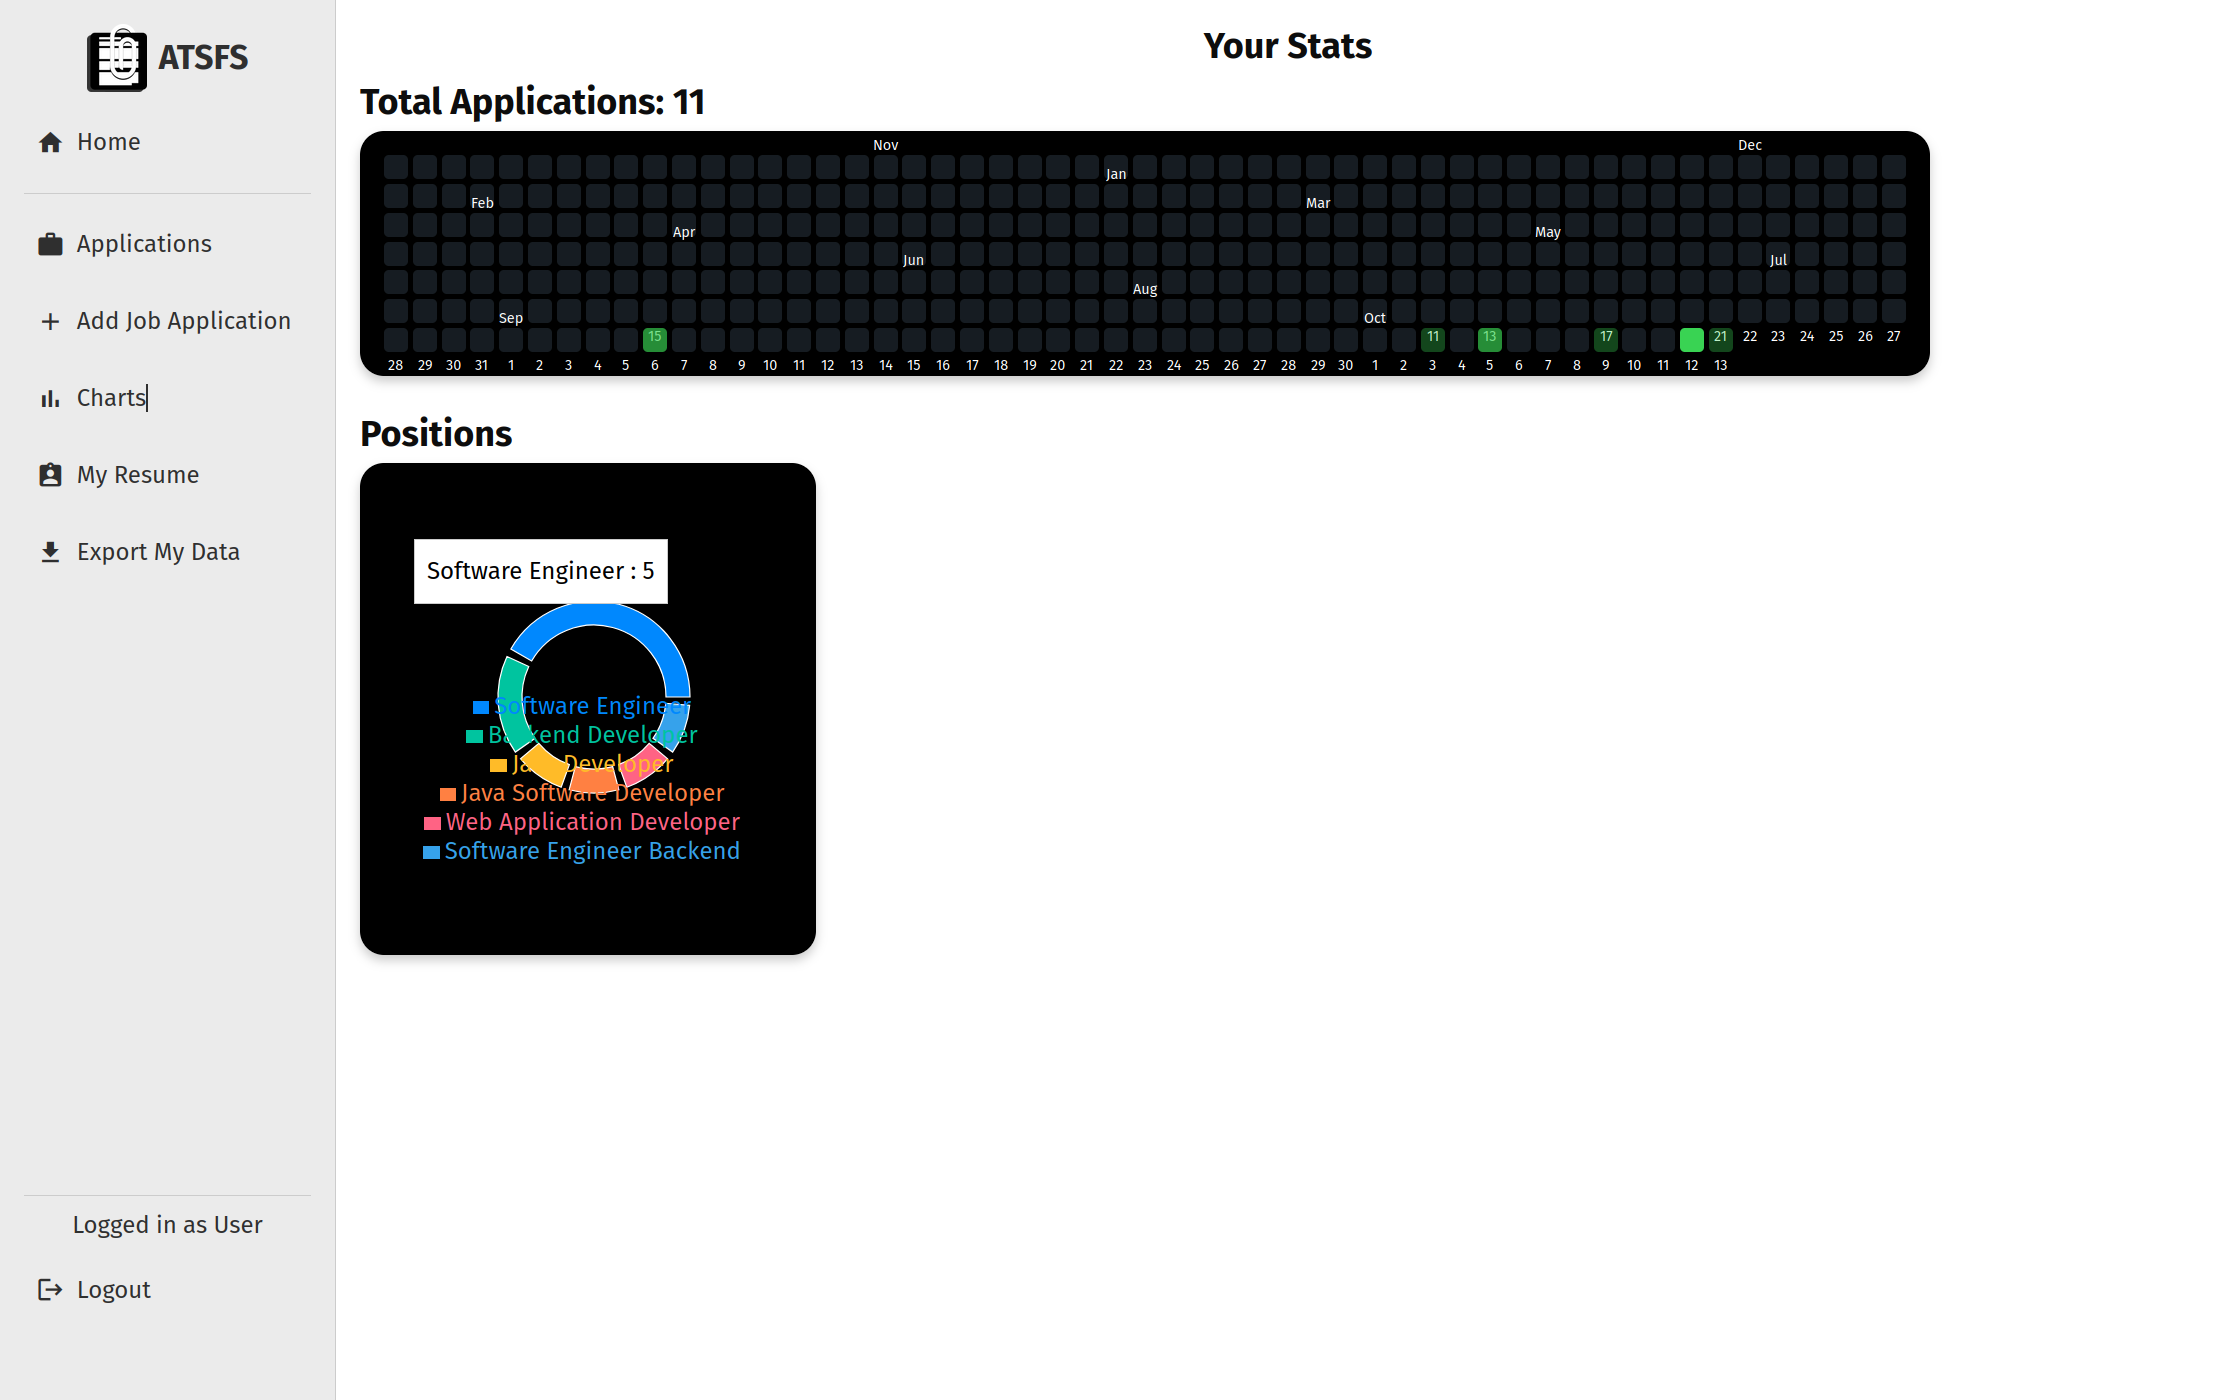 ATSFS
Home
Applications
Add Job Application
Charts
My Resume
Export My Data
Logged in as User
Logout
Your Stats
Total Applications: 11
Nov Dec
Jan
Feb Mar
Apr May
Jun Jul
Aug
Sep Oct
15 11 13 17 21 22 23 24 25 26 27
28 29 30 31 1 2 3 4 5 6 7 8 9 10 11 12 13 14 15 16 17 18 19 20 21 22 23 24 25 26 27 28 29 30 1 2 3 4 5 6 7 8 9 10 11 12 13
Positions
Software Engineer : 5
Software Engineer
Backend Developer
Java Developer
Java Software Developer
Web Application Developer
Software Engineer Backend